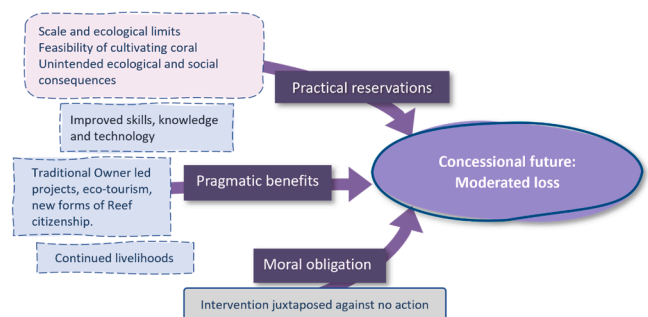 Scale and ecological limits
Feasibility of cultivating coral
Unintended ecological and social
consequences
Practical reservations
Improved skills, knowledge
and technology
Concessional future:
Moderated loss
Traditional Owner led
projects, eco-tourism,
new forms of Reef
citizenship.
Pragmatic benefits
Continued livelihoods
Moral obligation
Intervention juxtaposed against no action